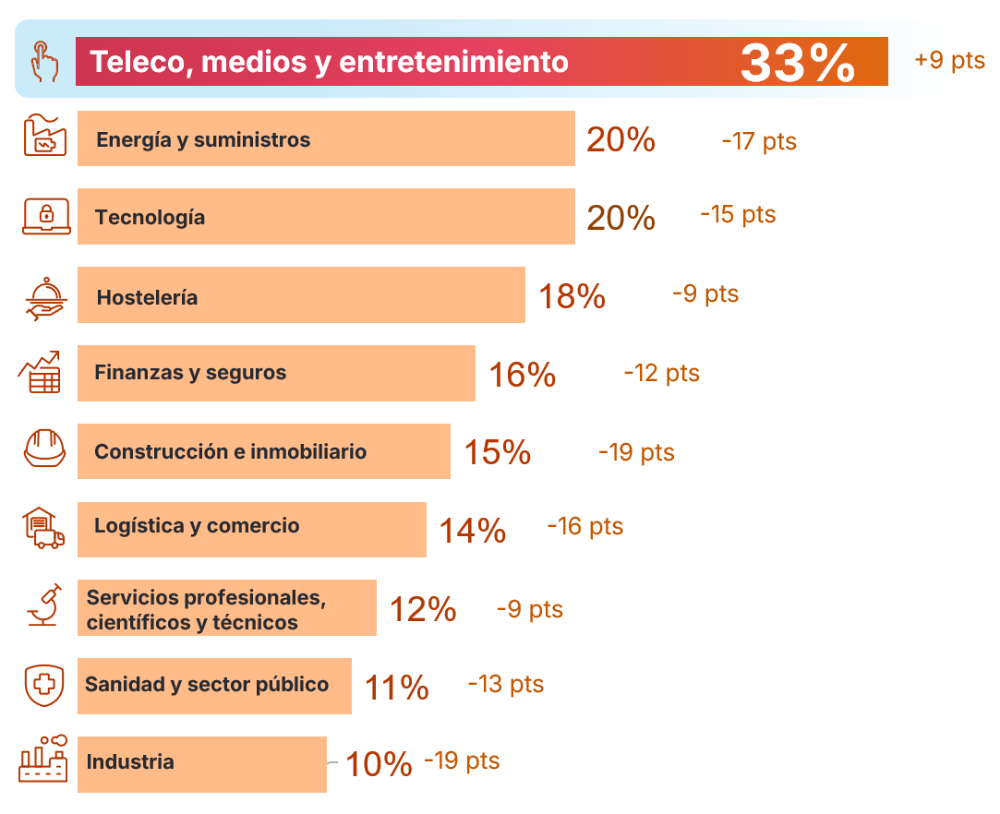 Teleco, medios y entretenimiento 33% +9 pts
Energía y suministros 20% -17 pts
Tecnología 20% -15 pts
Hostelería 18% -9 pts
Finanzas y seguros 16% -12 pts
Construcción e inmobiliario 15% -19 pts
Logística y comercio 14% -16 pts
Servicios profesionales,
científicos y técnicos 12% -9 pts
Sanidad y sector público 11% -13 pts
Industria 10% -19 pts